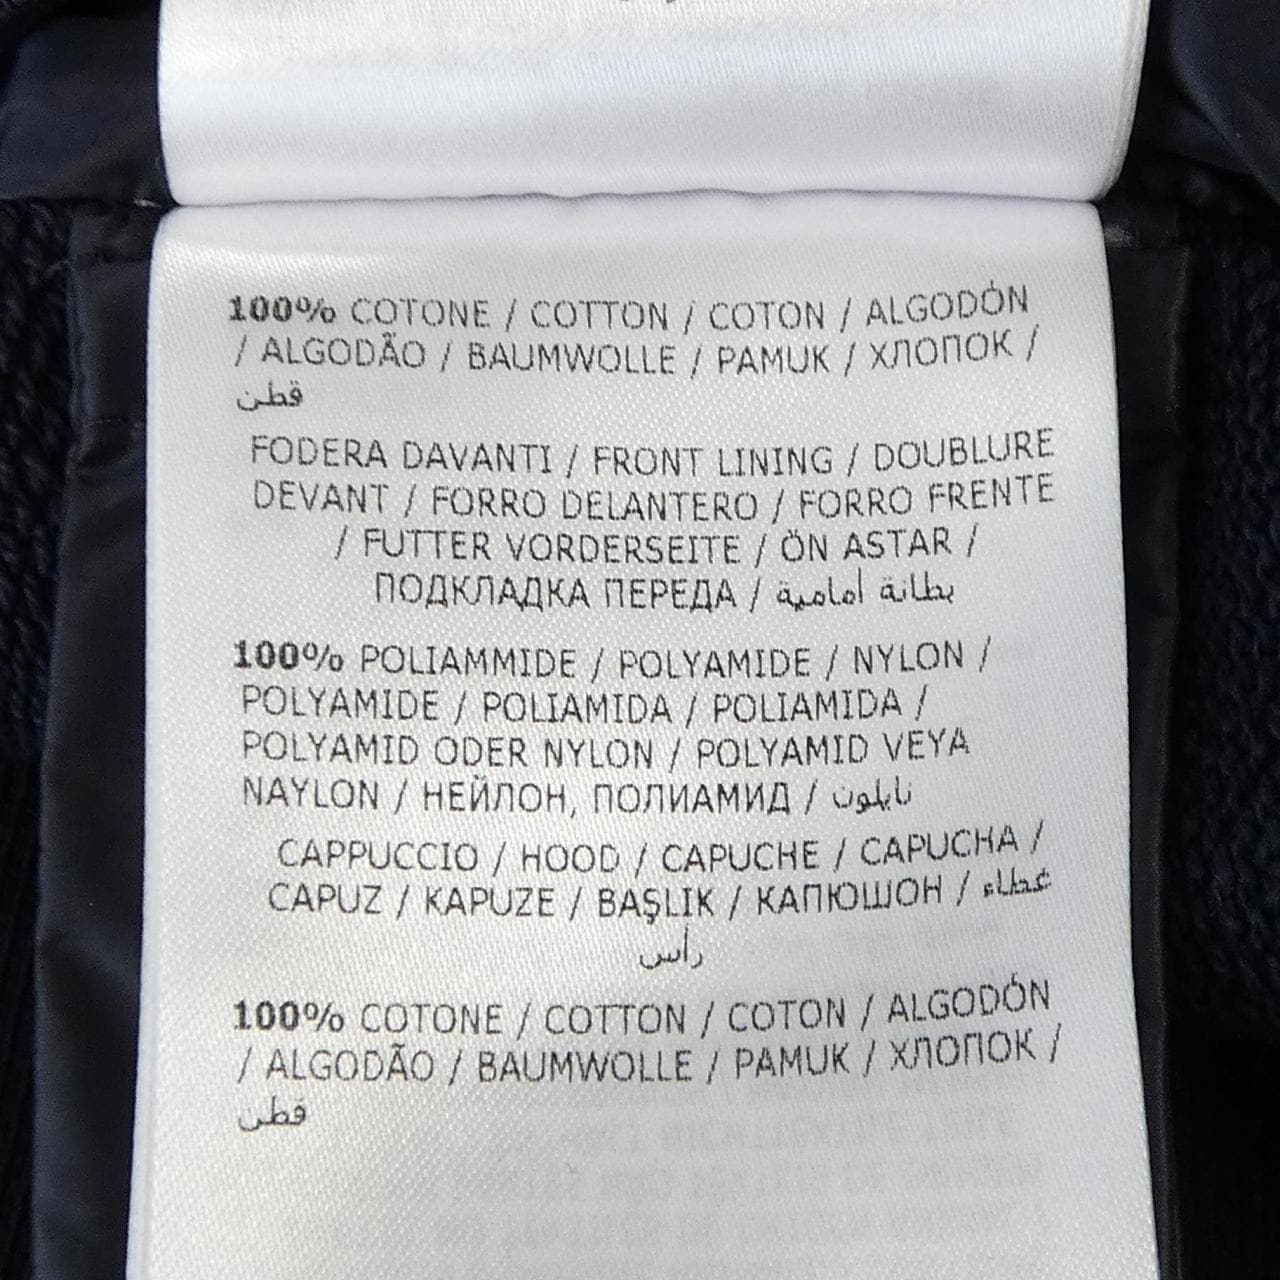 100% COTONE / COTTON / COTON / ALGODÓN
/ ALGODÃO / BAUMWOLLE / PAMUK / ХЛОПОК /
قطن
FODERA DAVANTI / FRONT LINING / DOUBLURE
DEVANT / FORRO DELANTERO / FORRO FRENTE
/ FUTTER VORDERSEITE / ÖN ASTAR /
ПОДКЛАДКА ПЕРЕДА / بطانة أمامية
100% POLIAMMIDE / POLYAMIDE / NYLON /
POLYAMIDE / POLIAMIDA / POLIAMIDA /
POLYAMID ODER NYLON / POLYAMID VEYA
NAYLON / НЕЙЛОН, ПОЛИАМИД / نايلون
CAPPUCCIO / HOOD / CAPUCHE / CAPUCHA /
CAPUZ / KAPUZE / BAŞLIK / КАПЮШОН / غطاء
رأس
100% COTONE / COTTON / COTON / ALGODÓN
/ ALGODÃO / BAUMWOLLE / PAMUK / ХЛОПОК /
قطن